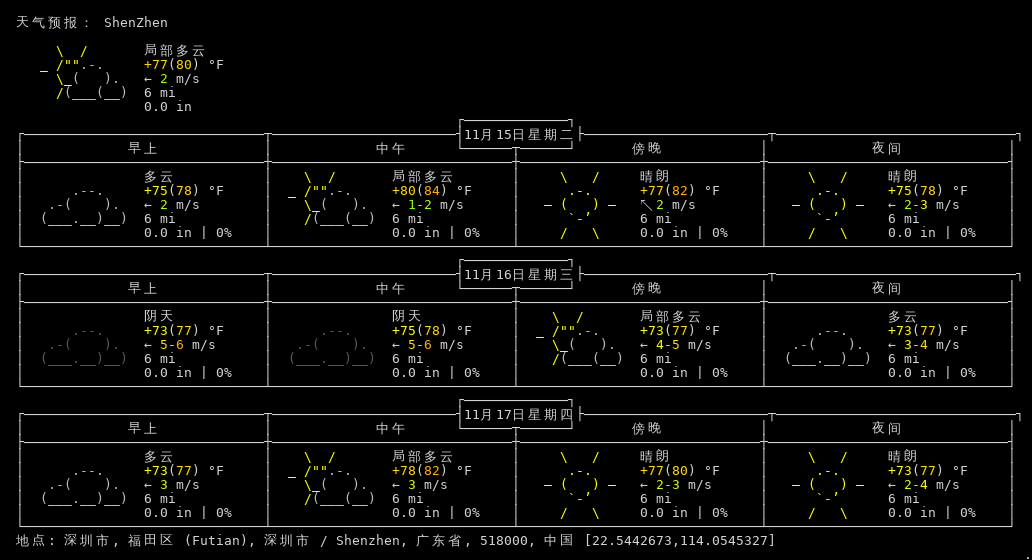 天气预报： ShenZhen
局部多云
+77(80) °F
← 2 m/s
6 mi
0.0 in
11月15日星期二
早上 中午 傍晚 夜间
多云 局部多云 晴朗 晴朗
+75(78) °F +80(84) °F +77(82) °F +75(78) °F
← 2 m/s ← 1-2 m/s ↖ 2 m/s ← 2-3 m/s
6 mi 6 mi 6 mi 6 mi
0.0 in | 0% 0.0 in | 0% 0.0 in | 0% 0.0 in | 0%
11月16日星期三
早上 中午 傍晚 夜间
阴天 阴天 局部多云 多云
+73(77) °F +75(78) °F +73(77) °F +73(77) °F
← 5-6 m/s ← 5-6 m/s ← 4-5 m/s ← 3-4 m/s
6 mi 6 mi 6 mi 6 mi
0.0 in | 0% 0.0 in | 0% 0.0 in | 0% 0.0 in | 0%
11月17日星期四
早上 中午 傍晚 夜间
多云 局部多云 晴朗 晴朗
+73(77) °F +78(82) °F +77(80) °F +73(77) °F
← 3 m/s ← 3 m/s ← 2-3 m/s ← 2-4 m/s
6 mi 6 mi 6 mi 6 mi
0.0 in | 0% 0.0 in | 0% 0.0 in | 0% 0.0 in | 0%
地点: 深圳市, 福田区 (Futian), 深圳市 / Shenzhen, 广东省, 518000, 中国 [22.5442673,114.0545327]